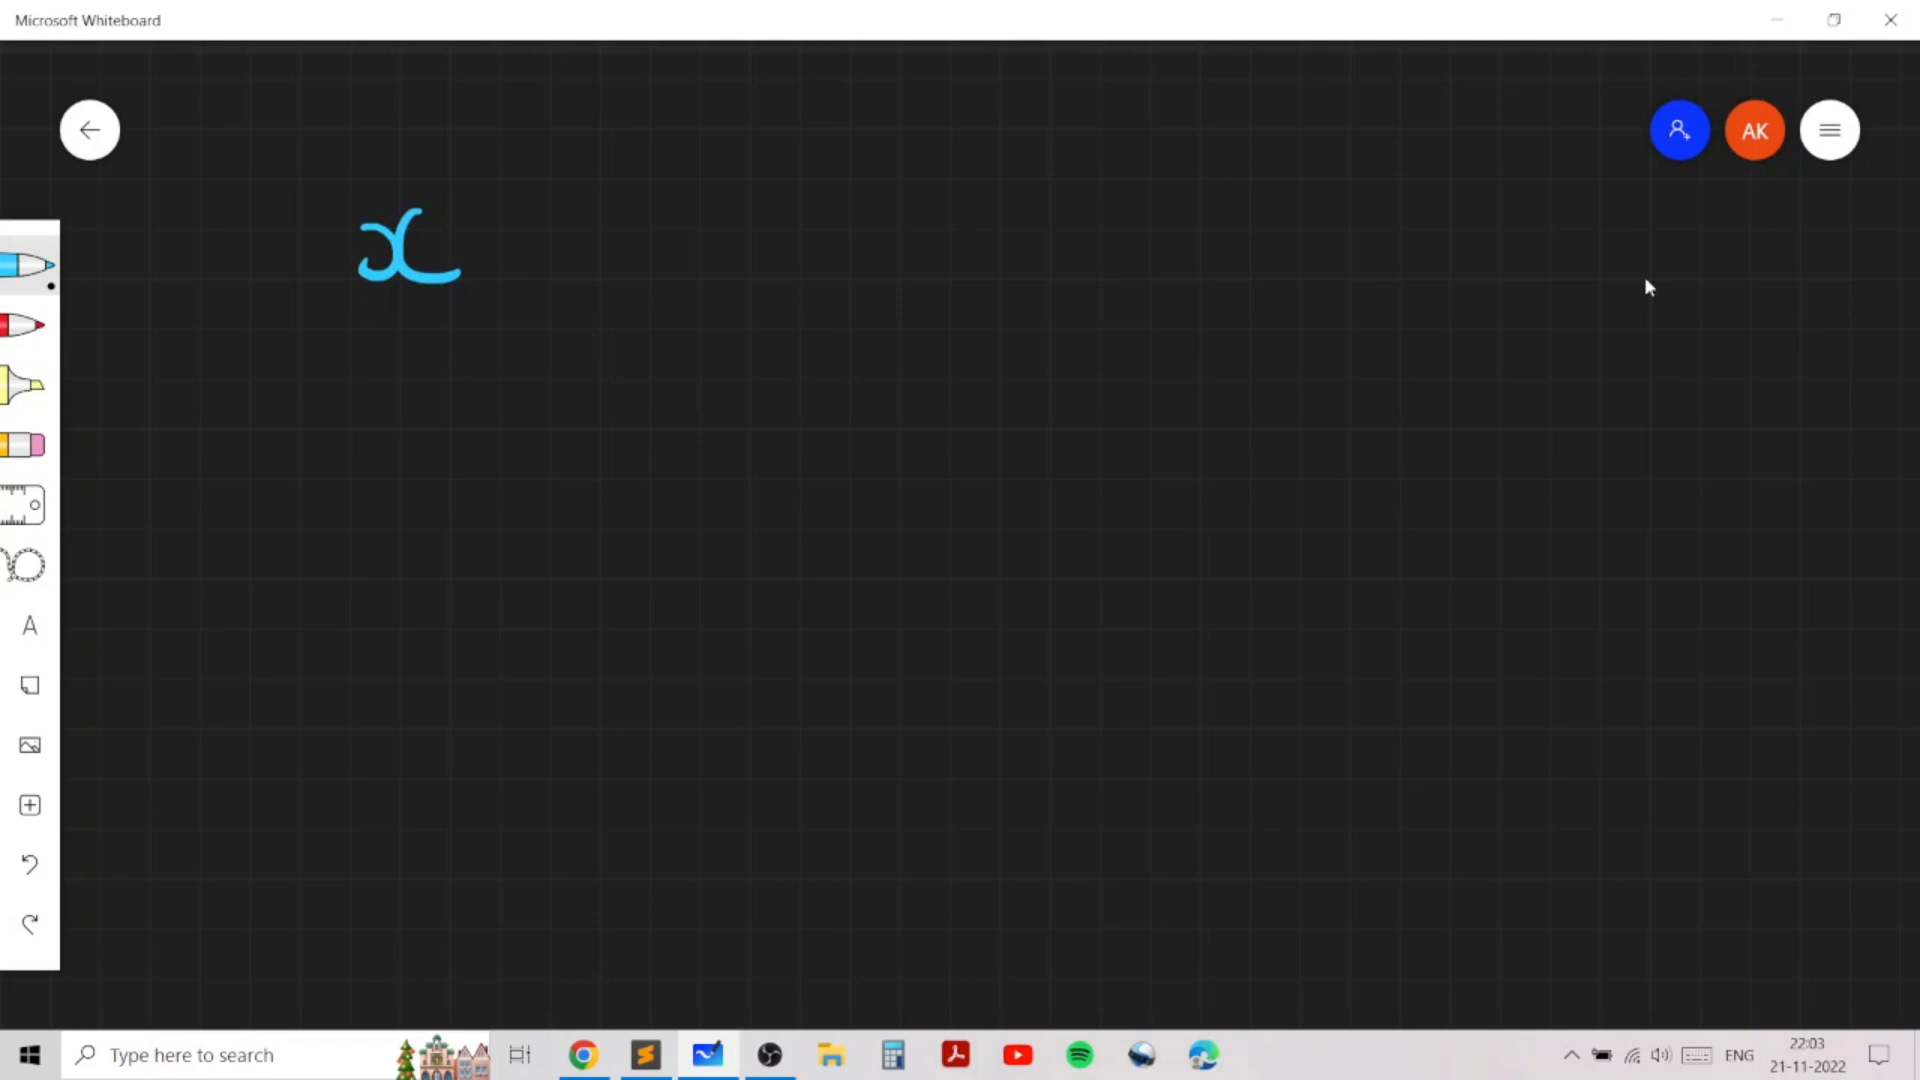 Microsoft Whiteboard
AK
x
A
Type here to search
ENG
22:03
21-11-2022